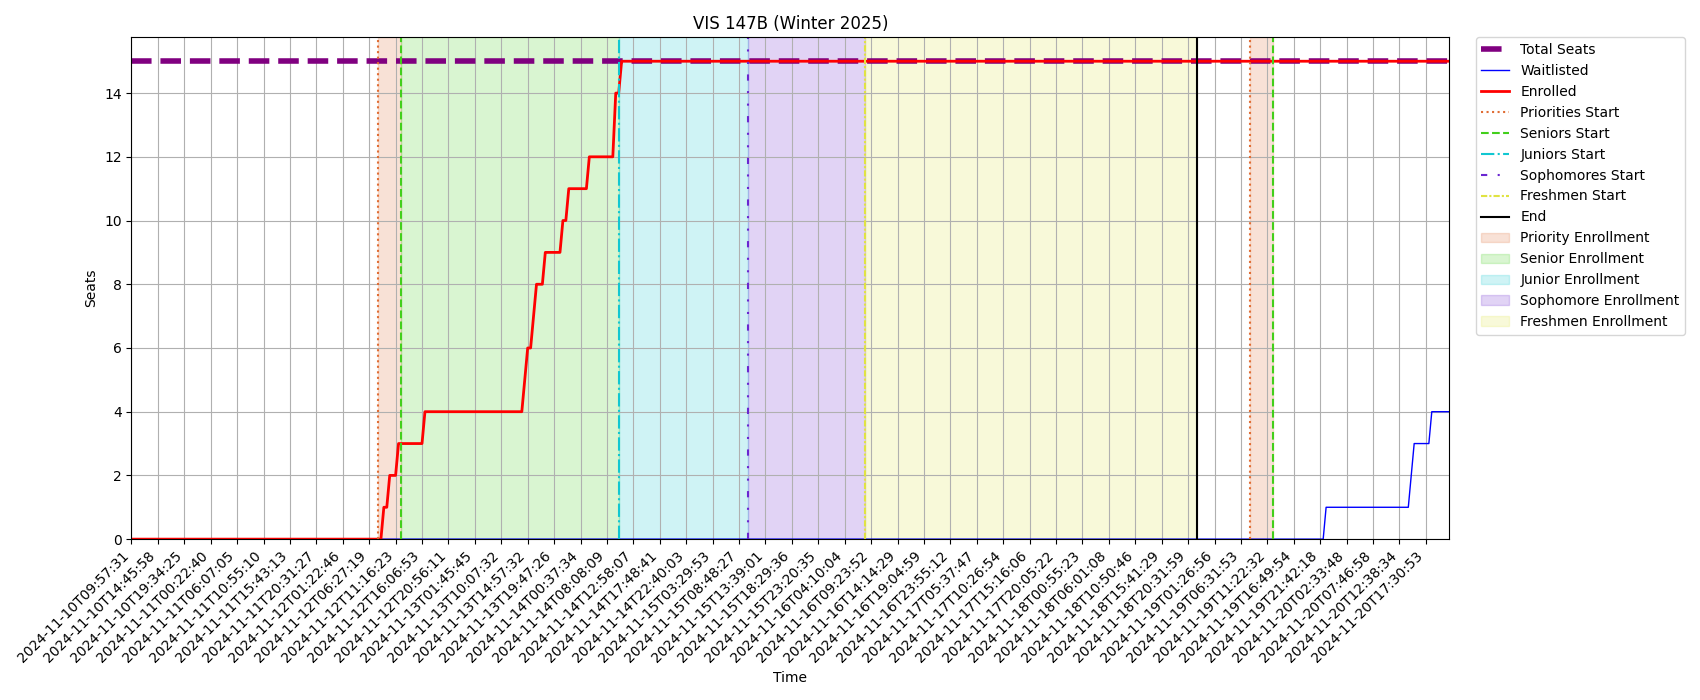 VIS 147B (Winter 2025)
Total Seats
Waitlisted
Enrolled
Priorities Start
Seniors Start
Juniors Start
Sophomores Start
Freshmen Start
End
Priority Enrollment
Senior Enrollment
Junior Enrollment
Sophomore Enrollment
Freshmen Enrollment
Seats
14
12
10
8
6
4
2
0
2024-11-10T09:57:31
2024-11-10T14:45:58
2024-11-10T19:34:25
2024-11-11T00:22:40
2024-11-11T06:07:05
2024-11-11T10:55:10
2024-11-11T15:43:13
2024-11-11T20:31:27
2024-11-12T01:22:46
2024-11-12T06:27:19
2024-11-12T11:16:23
2024-11-12T16:06:53
2024-11-12T20:56:11
2024-11-13T01:45:45
2024-11-13T10:07:32
2024-11-13T14:57:32
2024-11-13T19:47:26
2024-11-14T00:37:34
2024-11-14T08:08:09
2024-11-14T12:58:07
2024-11-14T17:48:41
2024-11-14T22:40:03
2024-11-15T03:29:53
2024-11-15T08:48:27
2024-11-15T13:39:01
2024-11-15T18:29:36
2024-11-15T23:20:35
2024-11-16T04:10:04
2024-11-16T09:23:52
2024-11-16T14:14:29
2024-11-16T19:04:59
2024-11-16T23:55:12
2024-11-17T05:37:47
2024-11-17T10:26:54
2024-11-17T15:16:06
2024-11-17T20:05:22
2024-11-18T00:55:23
2024-11-18T06:01:08
2024-11-18T10:50:46
2024-11-18T15:41:29
2024-11-18T20:31:59
2024-11-19T01:26:56
2024-11-19T06:31:53
2024-11-19T11:22:32
2024-11-19T16:49:54
2024-11-19T21:42:18
2024-11-20T02:33:48
2024-11-20T07:46:58
2024-11-20T12:38:34
2024-11-20T17:30:53
Time